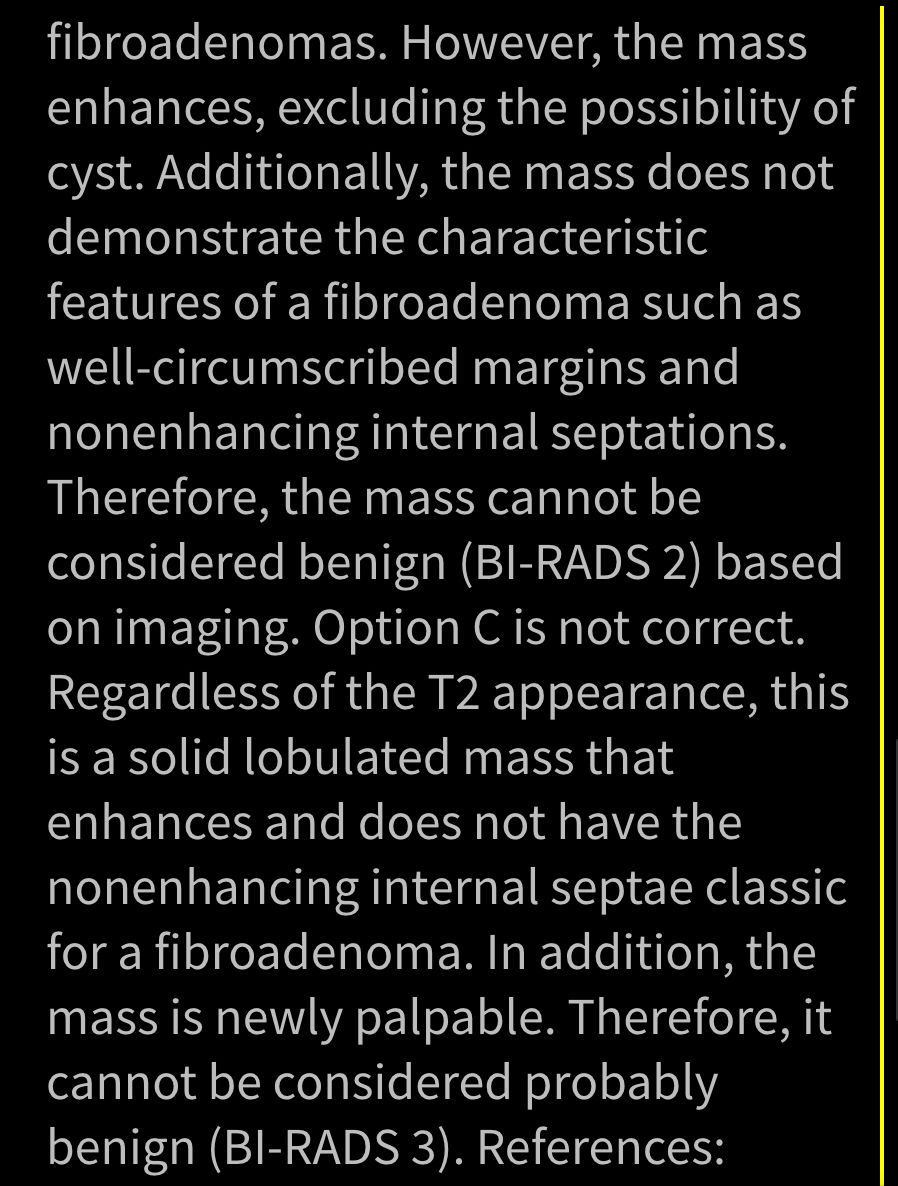 fibroadenomas. However, the mass
enhances, excluding the possibility of
cyst. Additionally, the mass does not
demonstrate the characteristic
features of a fibroadenoma such as
well-circumscribed margins and
nonenhancing internal septations.
Therefore, the mass cannot be
considered benign (BI-RADS 2) based
on imaging. Option C is not correct.
Regardless of the T2 appearance, this
is a solid lobulated mass that
enhances and does not have the
nonenhancing internal septae classic
for a fibroadenoma. In addition, the
mass is newly palpable. Therefore, it
cannot be considered probably
benign (BI-RADS 3). References: